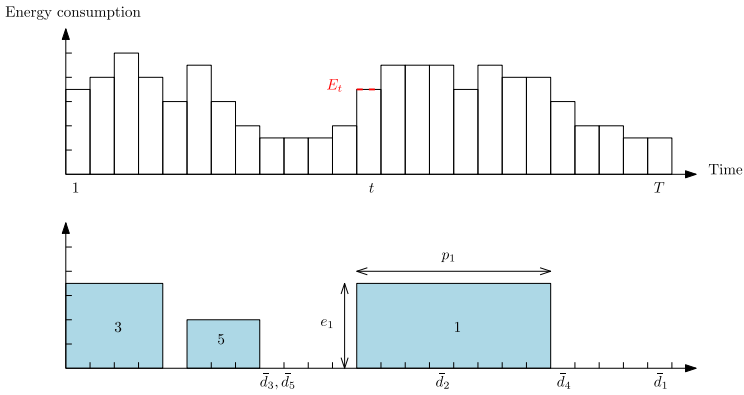 Energy consumption
E_t
Time
1 t T
p_1
3 5 e_1 1
d̄_3, d̄_5 d̄_2 d̄_4 d̄_1